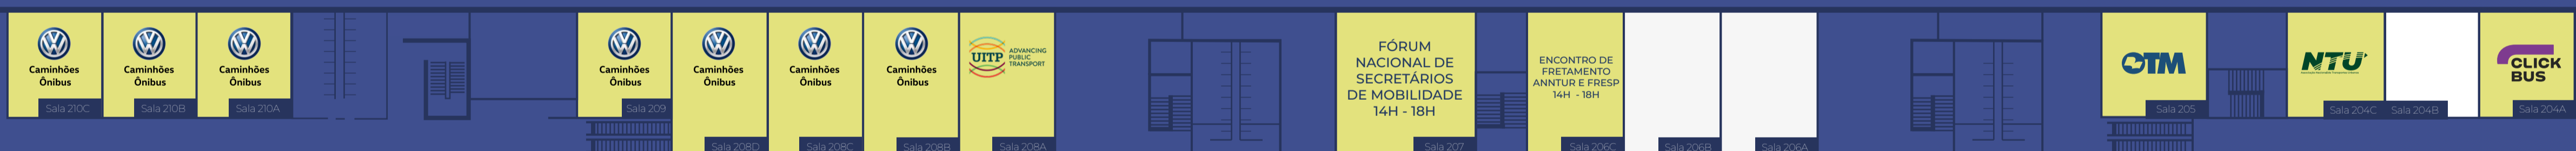 Caminhões
Ônibus
Sala 210C
Caminhões
Ônibus
Sala 210B
Caminhões
Ônibus
Sala 210A
Caminhões
Ônibus
Sala 209
Caminhões
Ônibus
Sala 208D
Caminhões
Ônibus
Sala 208C
Caminhões
Ônibus
Sala 208B
UITP
ADVANCING
PUBLIC
TRANSPORT
Sala 208A
FÓRUM
NACIONAL DE
SECRETÁRIOS
DE MOBILIDADE
14H - 18H
Sala 207
ENCONTRO DE
FRETAMENTO
ANNTUR E FRESP
14H - 18H
Sala 206C
Sala 206B
Sala 206A
OTM
Sala 205
NTU
Sala 204C
Sala 204B
CLICK
BUS
Sala 204A